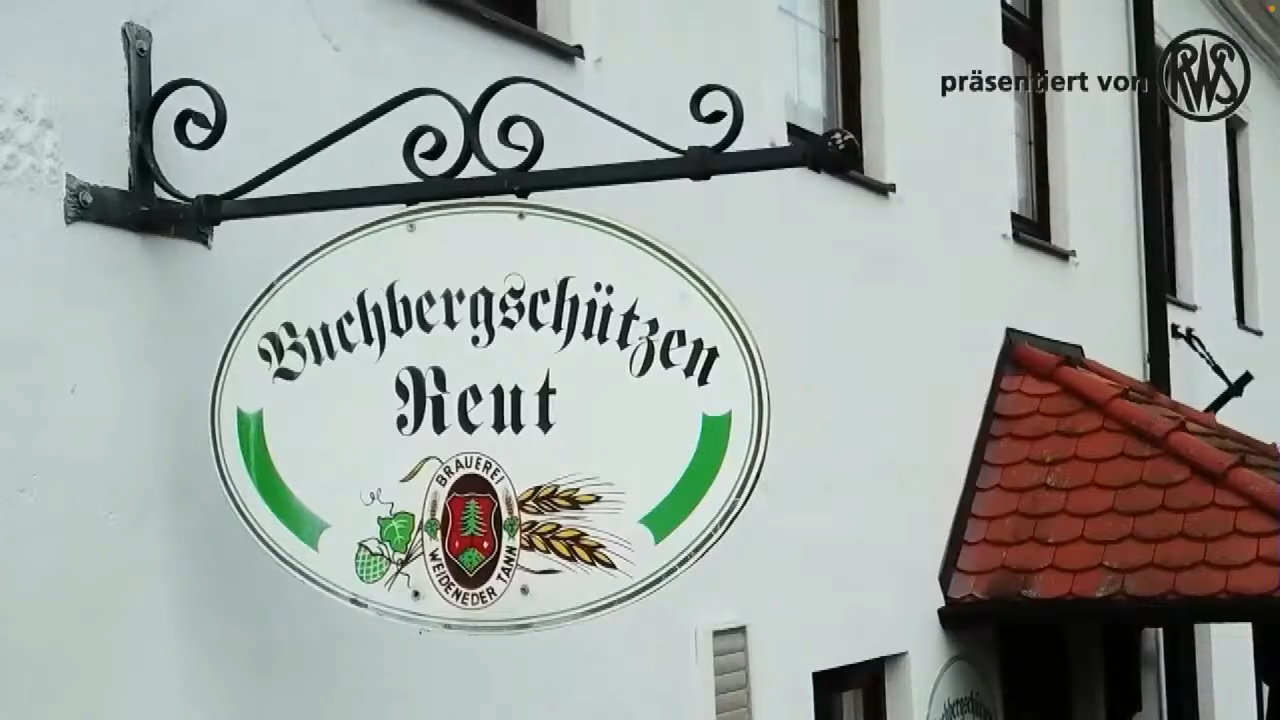 präsentiert von RWS
Buchbergschützen
Reut
BRAUEREI
WEIDENEDER TANN